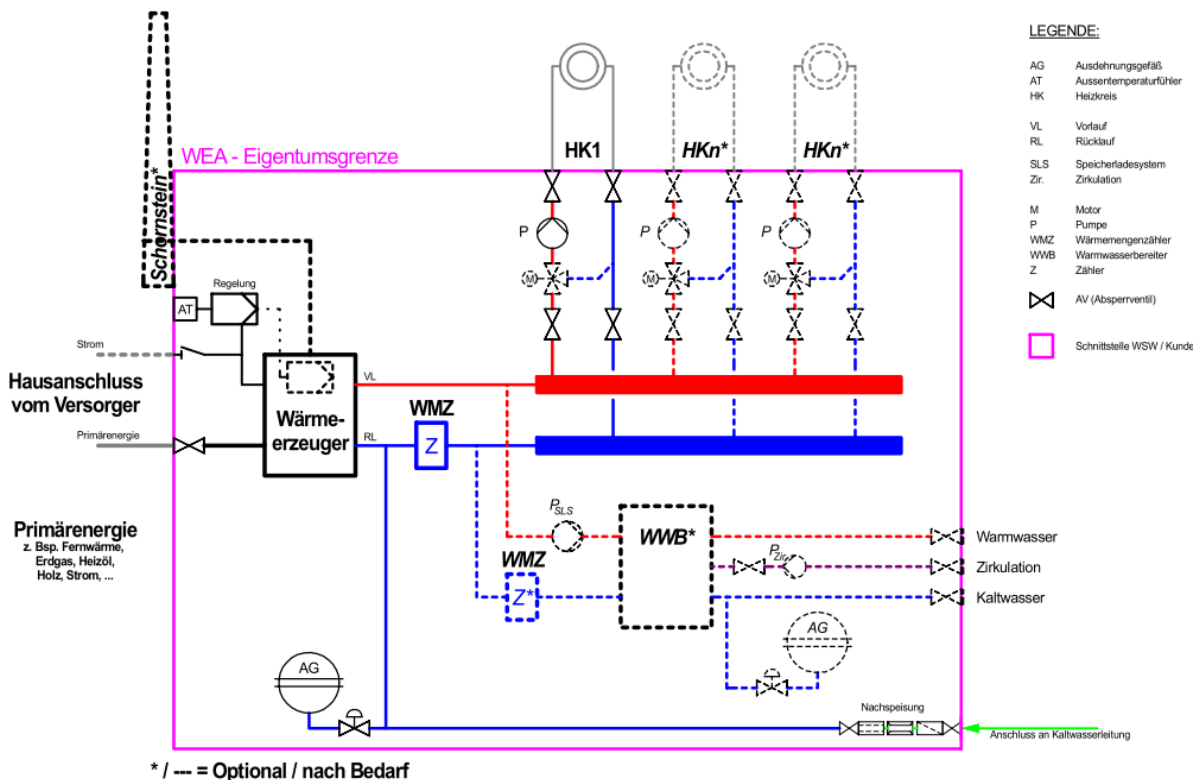 LEGENDE:
AG Ausdehnungsgefäß
AT Aussentemperaturfühler
HK Heizkreis
VL Vorlauf
RL Rücklauf
SLS Speicherladesystem
Zir. Zirkulation
M Motor
P Pumpe
WMZ Wärmemengenzähler
WWB Warmwasserbereiter
Z Zähler
AV (Absperrventil)
Schnittstelle WSW / Kunde
Schornstein*
WEA - Eigentumsgrenze
HK1
HKn*
HKn*
P
P
P
M
M
M
Regelung
AT
Strom
Hausanschluss
vom Versorger
Primärenergie
Wärme-
erzeuger
VL
RL
WMZ
Z
Primärenergie
z. Bsp. Fernwärme,
Erdgas, Heizöl,
Holz, Strom, ...
PSLS
WWB*
WMZ
Z*
PZir.
Warmwasser
Zirkulation
Kaltwasser
AG
AG
Nachspeisung
Anschluss an Kaltwasserleitung
* / --- = Optional / nach Bedarf